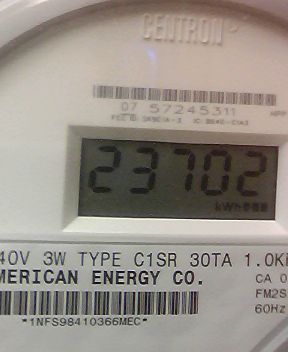 CENTRON
07 57245311
23702
kWh
40V 3W TYPE C1SR 30TA 1.0K
MERICAN ENERGY CO. CA 0
FM2S
60Hz
*1NFS98410366MEC*